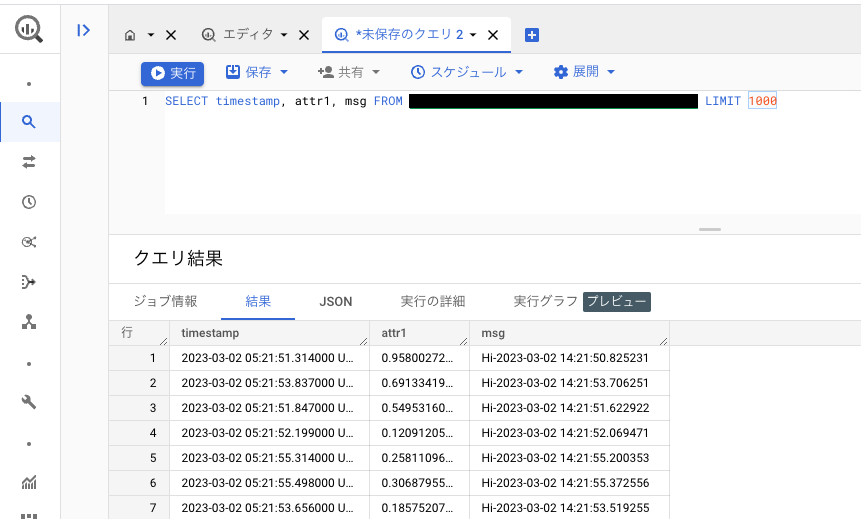 エディタ *未保存のクエリ 2
実行 保存 共有 スケジュール 展開
1 SELECT timestamp, attr1, msg FROM LIMIT 1000
クエリ結果
ジョブ情報 結果 JSON 実行の詳細 実行グラフ プレビュー
行 timestamp attr1 msg
1 2023-03-02 05:21:51.314000 U... 0.95800272... Hi-2023-03-02 14:21:50.825231
2 2023-03-02 05:21:53.837000 U... 0.69133419... Hi-2023-03-02 14:21:53.706251
3 2023-03-02 05:21:51.847000 U... 0.54953160... Hi-2023-03-02 14:21:51.622922
4 2023-03-02 05:21:52.199000 U... 0.12091205... Hi-2023-03-02 14:21:52.069471
5 2023-03-02 05:21:55.314000 U... 0.25811096... Hi-2023-03-02 14:21:55.200353
6 2023-03-02 05:21:55.498000 U... 0.30687955... Hi-2023-03-02 14:21:55.372556
7 2023-03-02 05:21:53.656000 U... 0.18575207... Hi-2023-03-02 14:21:53.519255